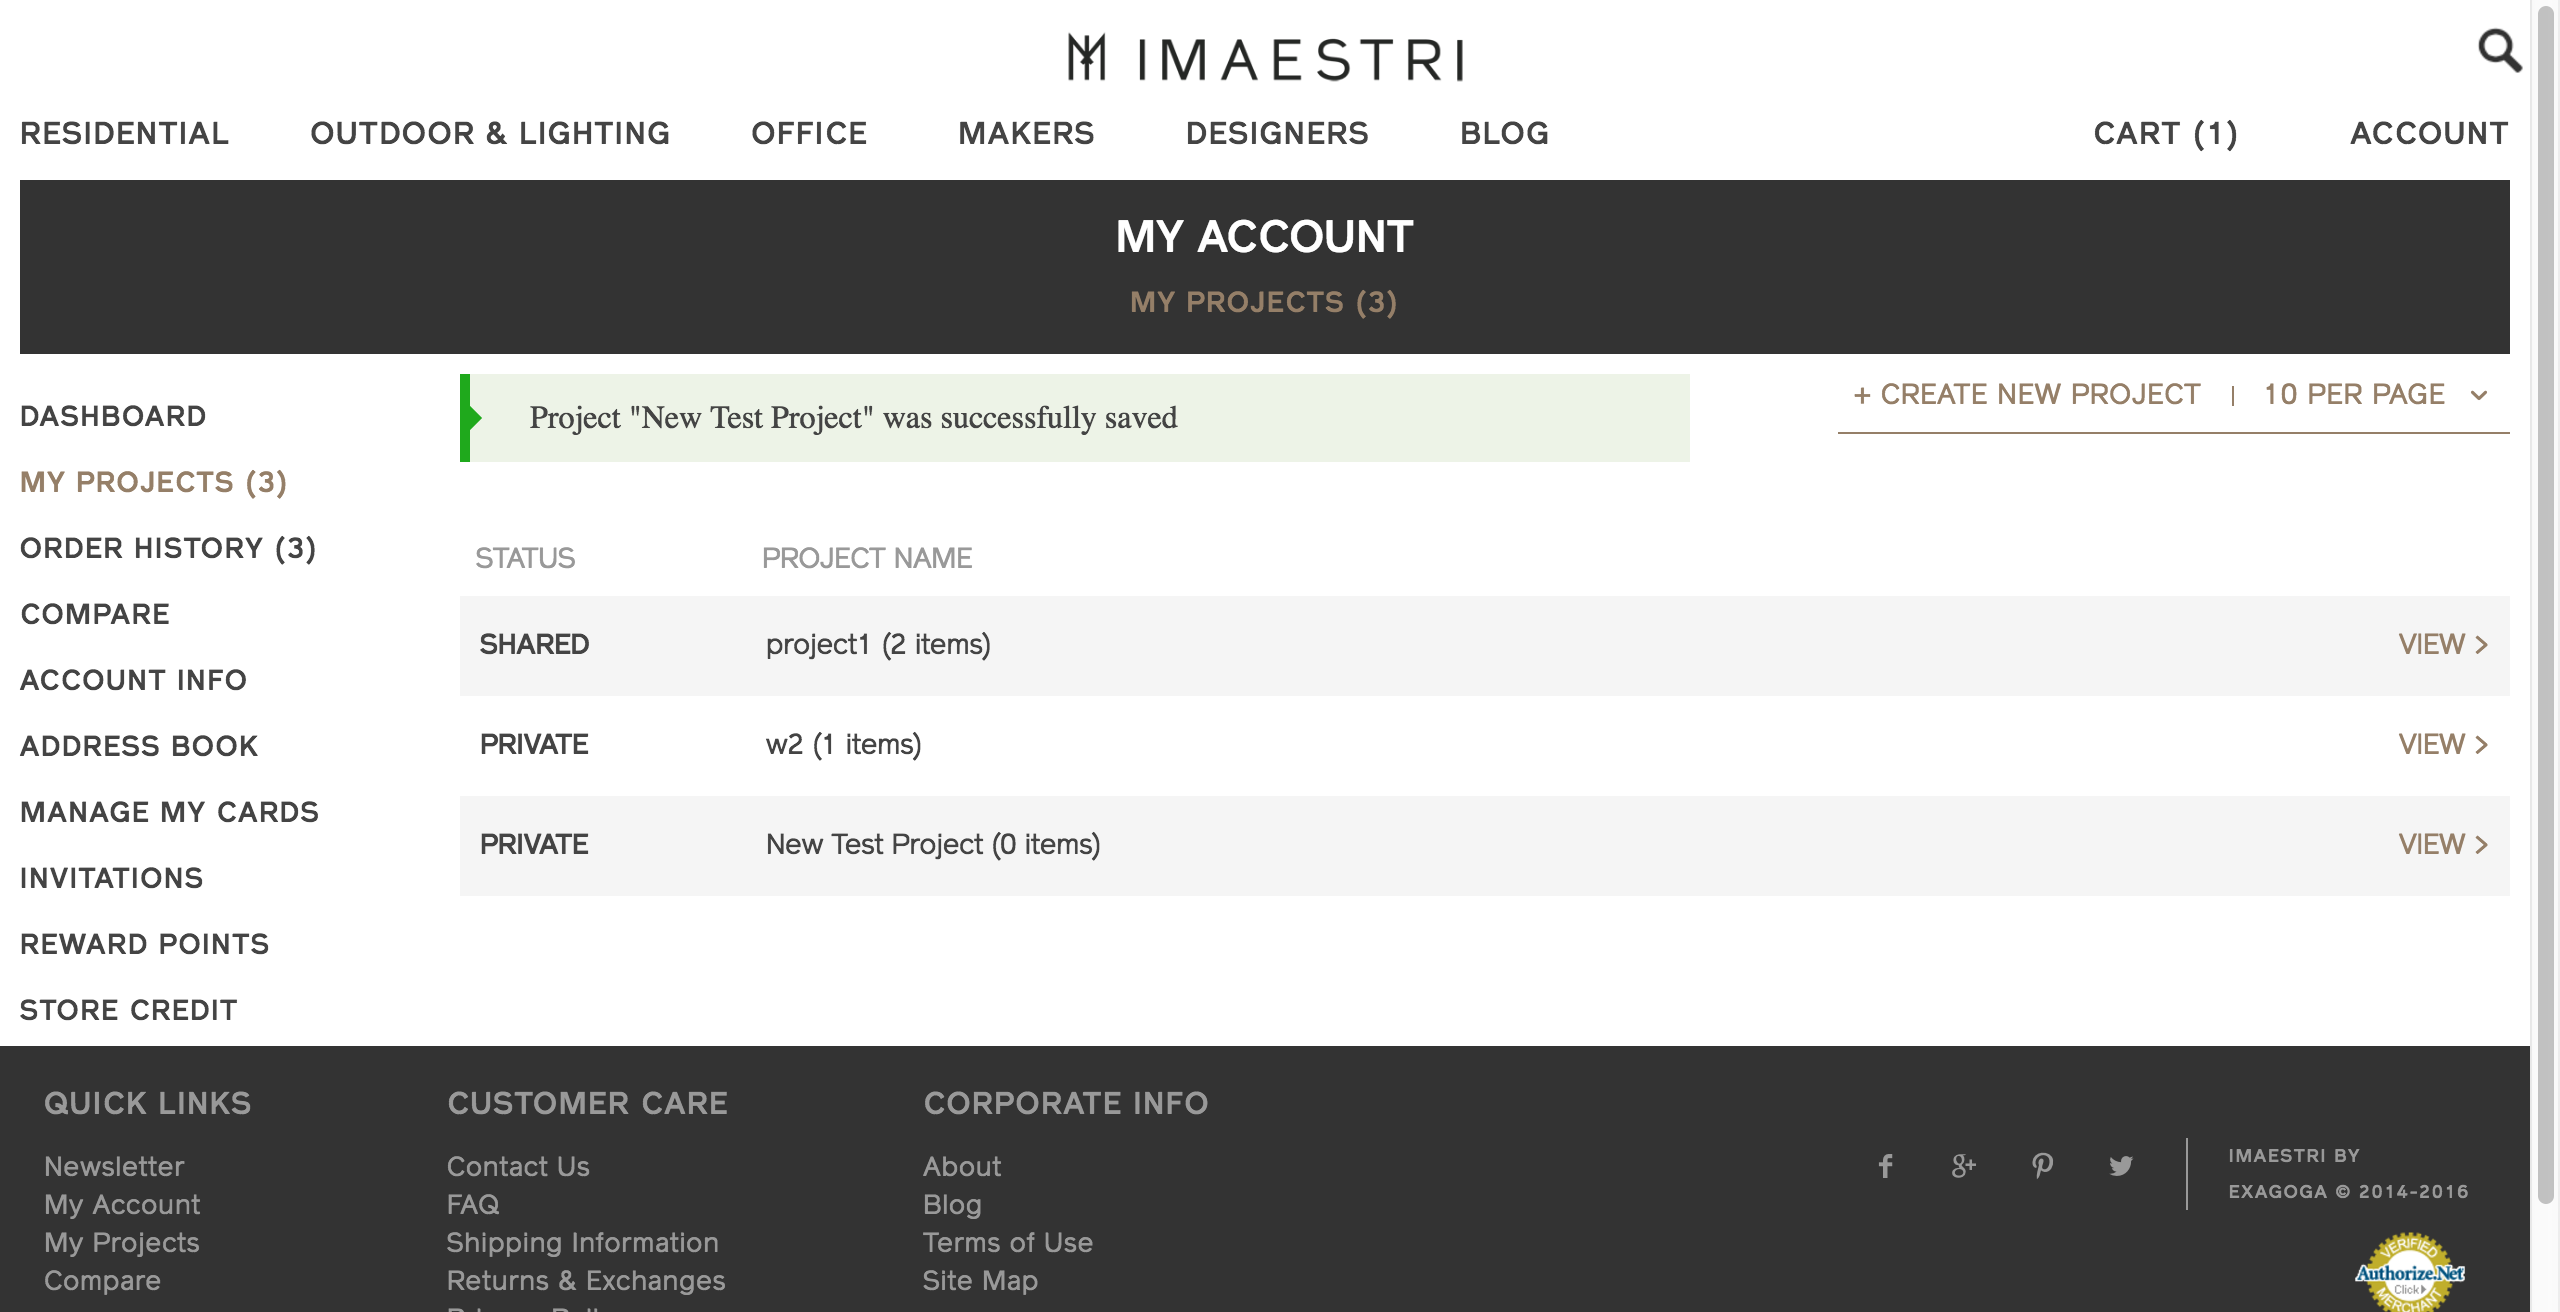 IMAESTRI
RESIDENTIAL OUTDOOR & LIGHTING OFFICE MAKERS DESIGNERS BLOG CART (1) ACCOUNT
MY ACCOUNT
MY PROJECTS (3)
DASHBOARD
MY PROJECTS (3)
ORDER HISTORY (3)
COMPARE
ACCOUNT INFO
ADDRESS BOOK
MANAGE MY CARDS
INVITATIONS
REWARD POINTS
STORE CREDIT
Project "New Test Project" was successfully saved
+ CREATE NEW PROJECT | 10 PER PAGE
STATUS PROJECT NAME
SHARED project1 (2 items) VIEW >
PRIVATE w2 (1 items) VIEW >
PRIVATE New Test Project (0 items) VIEW >
QUICK LINKS
Newsletter
My Account
My Projects
Compare
CUSTOMER CARE
Contact Us
FAQ
Shipping Information
Returns & Exchanges
CORPORATE INFO
About
Blog
Terms of Use
Site Map
IMAESTRI BY
EXAGOGA © 2014-2016
VERIFIED
Authorize.Net
Click
MERCHANT